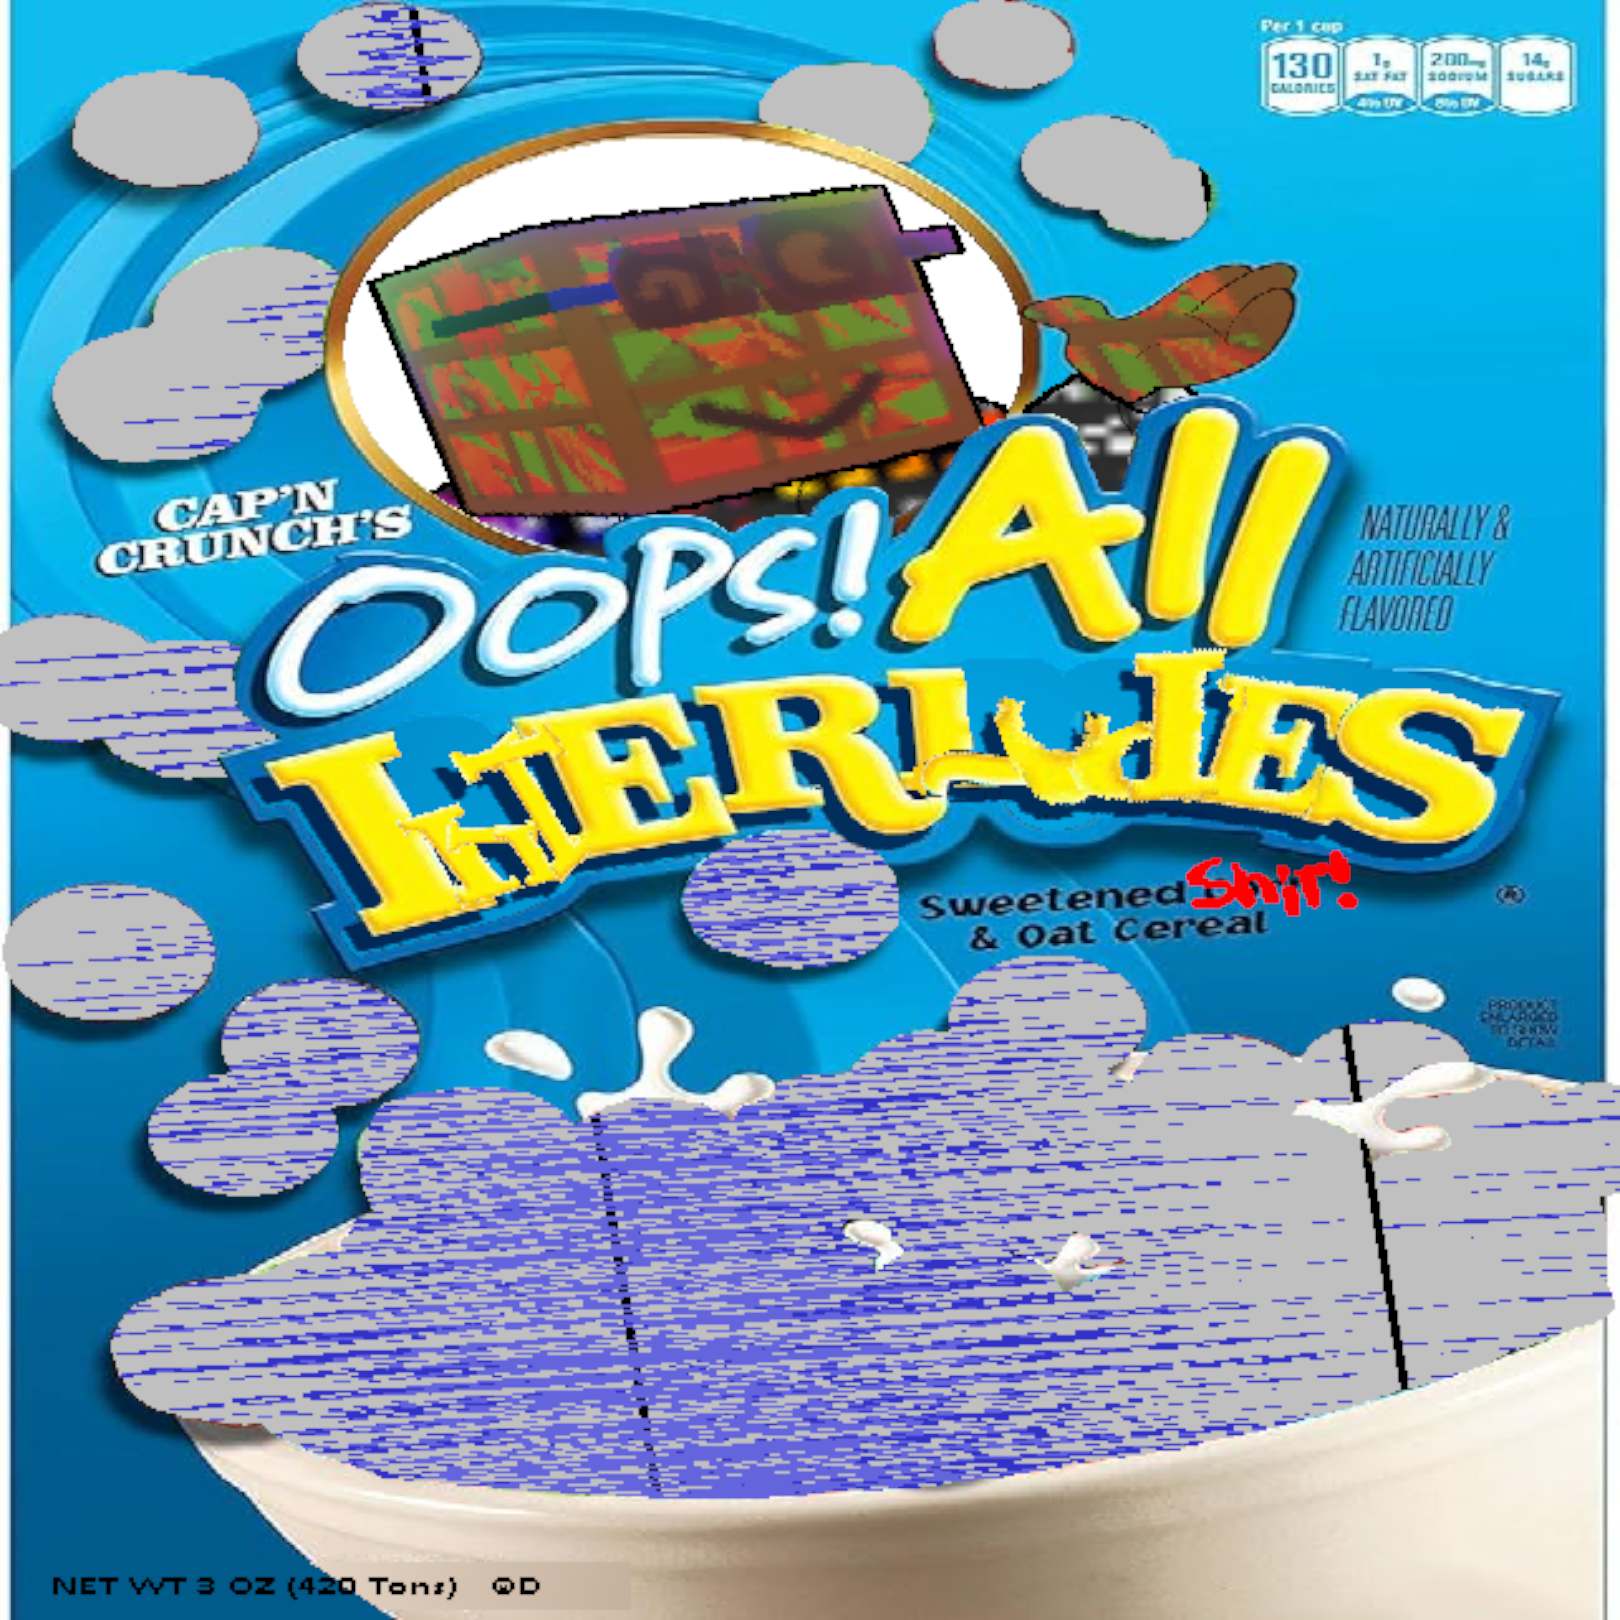 Per 1 cup
130 CALORIES
1g SAT FAT 4% DV
200mg SODIUM 8% DV
14g SUGARS
CAP'N
CRUNCH'S
OOPS! All
NATURALLY &
ARTIFICIALLY
FLAVORED
Sweetened
& Oat Cereal
PRODUCT
ENLARGED
TO SHOW
DETAIL
NET WT 3 OZ (420 Tons) D